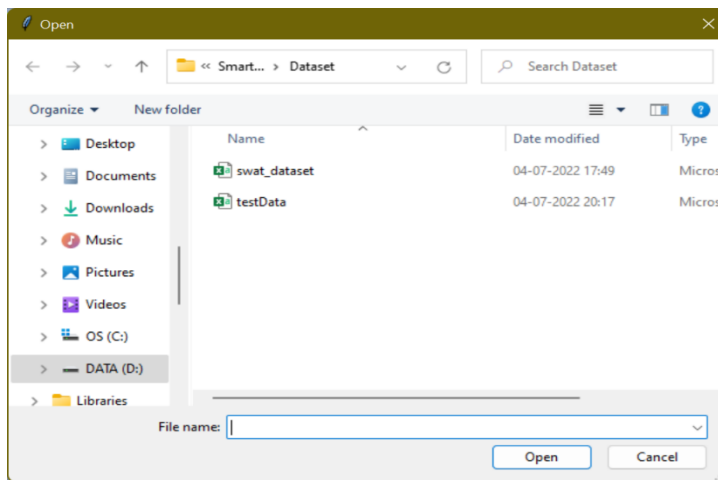 Open
« Smart... > Dataset
Search Dataset
Organize
New folder
Name
Date modified
Type
swat_dataset
04-07-2022 17:49
Micros
testData
04-07-2022 20:17
Micros
Desktop
Documents
Downloads
Music
Pictures
Videos
OS (C:)
DATA (D:)
Libraries
File name:
Open
Cancel